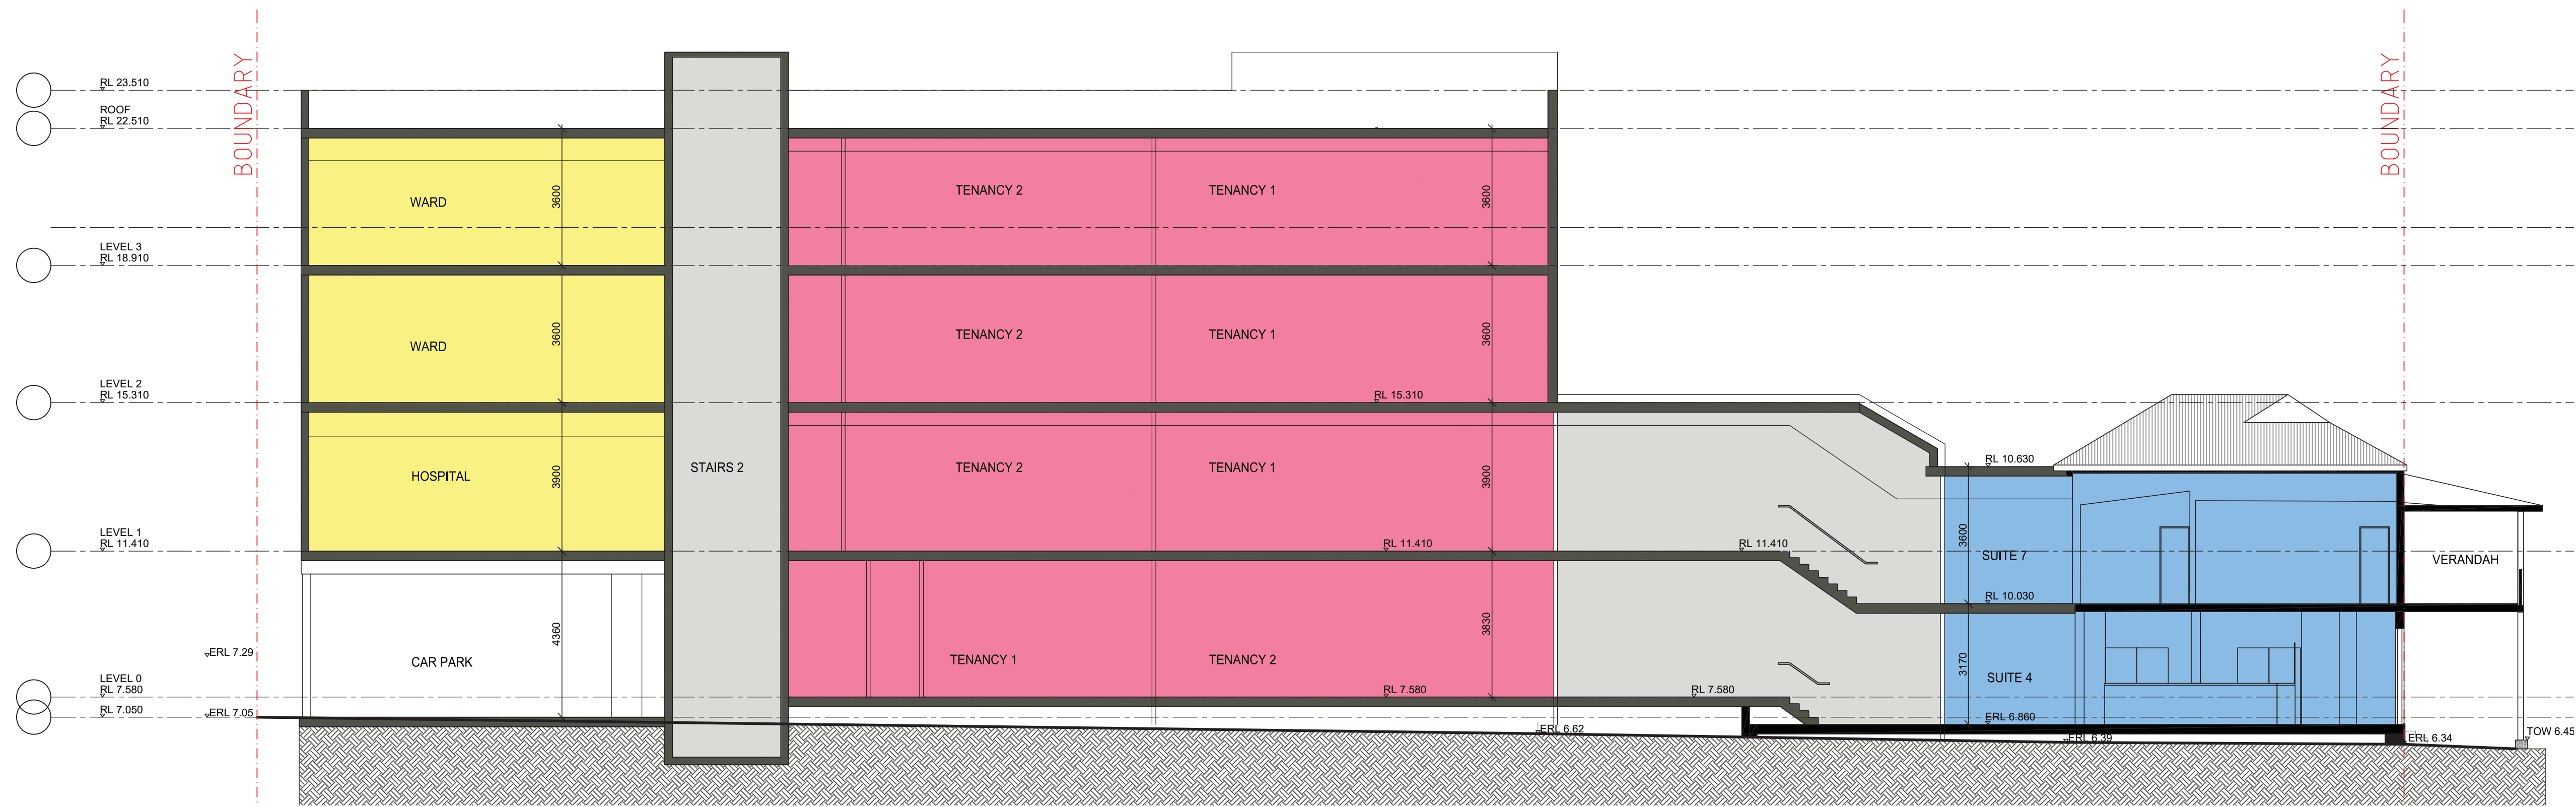 BOUNDARY
BOUNDARY
RL 23.510
ROOF
RL 22.510
WARD
3600
TENANCY 2
TENANCY 1
3600
LEVEL 3
RL 18.910
WARD
3600
TENANCY 2
TENANCY 1
3600
LEVEL 2
RL 15.310
RL 15.310
HOSPITAL
3900
STAIRS 2
TENANCY 2
TENANCY 1
3900
RL 10.630
LEVEL 1
RL 11.410
RL 11.410
RL 11.410
3600
SUITE 7
VERANDAH
RL 10.030
ERL 7.29
CAR PARK
4360
TENANCY 1
TENANCY 2
3830
3170
SUITE 4
LEVEL 0
RL 7.580
RL 7.580
RL 7.580
RL 7.050
ERL 7.05
ERL 6.860
ERL 6.62
ERL 6.39
ERL 6.34
TOW 6.45